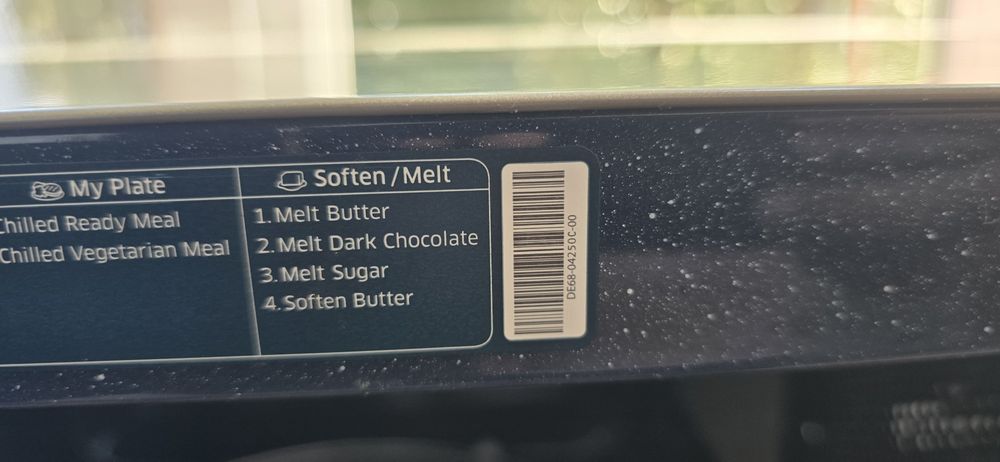 My Plate
Chilled Ready Meal
Chilled Vegetarian Meal
Soften/Melt
1.Melt Butter
2.Melt Dark Chocolate
3.Melt Sugar
4.Soften Butter
DE68-04250C-00